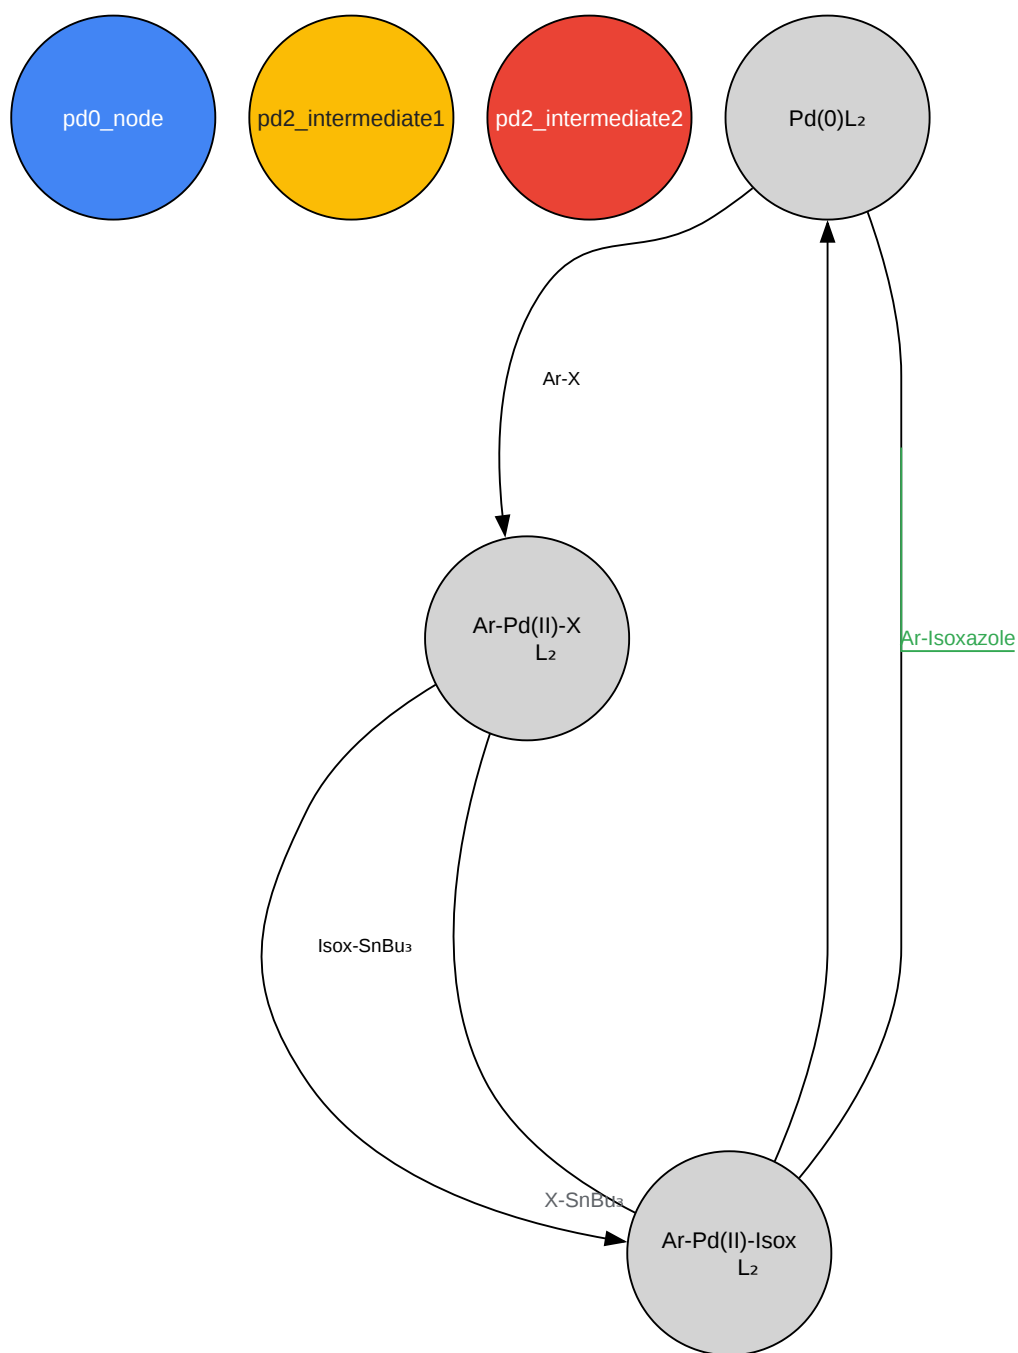 pd0_node
pd2_intermediate1
pd2_intermediate2
Pd(0)L₂
Ar-X
Ar-Pd(II)-X
L₂
Ar-Isoxazole
Isox-SnBu₃
X-SnBu₃
Ar-Pd(II)-Isox
L₂